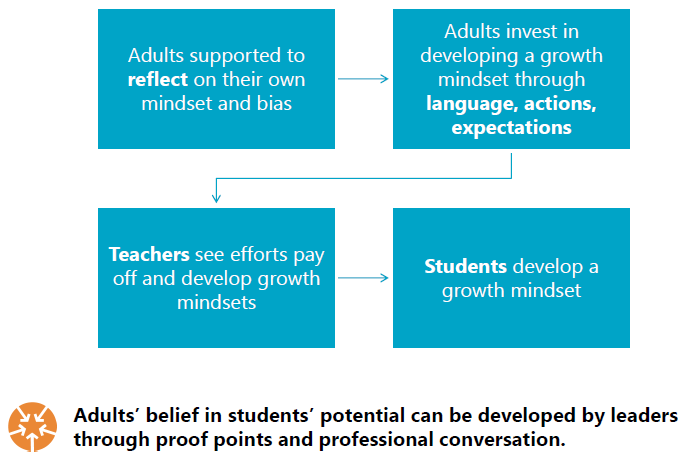 Adults supported to
reflect on their own
mindset and bias
Adults invest in
developing a growth
mindset through
language, actions,
expectations
Teachers see efforts pay
off and develop growth
mindsets
Students develop a
growth mindset
Adults’ belief in students’ potential can be developed by leaders
through proof points and professional conversation.